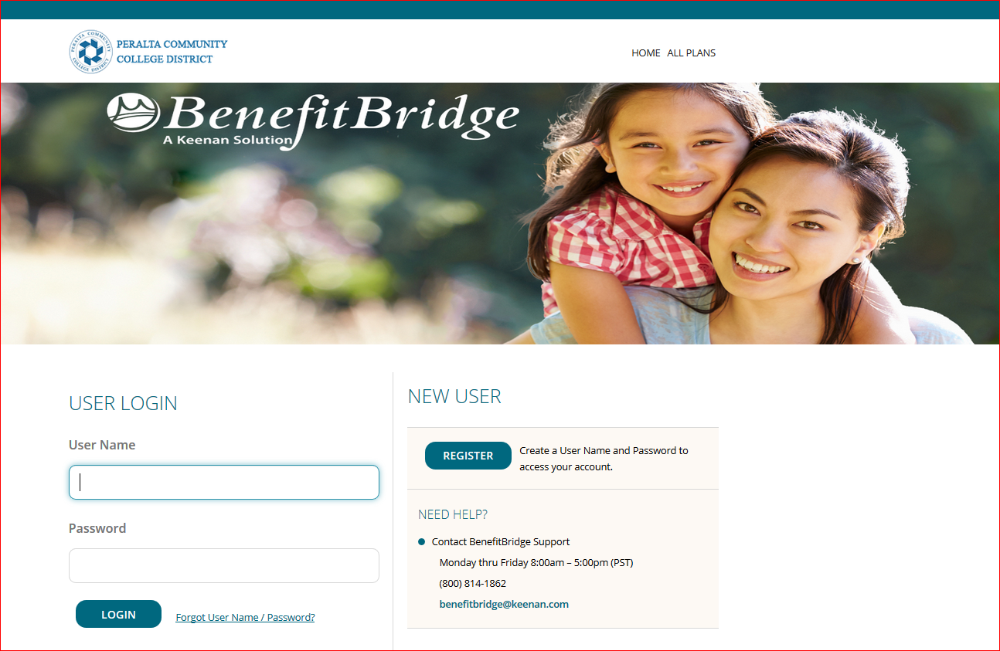 PERALTA COMMUNITY COLLEGE DISTRICT
PERALTA COMMUNITY
COLLEGE DISTRICT
HOME ALL PLANS
BenefitBridge
A Keenan Solution
USER LOGIN
User Name
Password
LOGIN
Forgot User Name / Password?
NEW USER
REGISTER
Create a User Name and Password to
access your account.
NEED HELP?
Contact BenefitBridge Support
Monday thru Friday 8:00am – 5:00pm (PST)
(800) 814-1862
benefitbridge@keenan.com